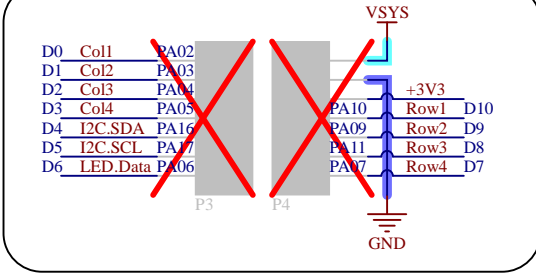 VSYS
D0 Col1 PA02
D1 Col2 PA03
D2 Col3 PA04 +3V3
D3 Col4 PA05 PA10 Row1 D10
D4 I2C.SDA PA16 PA09 Row2 D9
D5 I2C.SCL PA17 PA11 Row3 D8
D6 LED.Data PA06 PA07 Row4 D7
P3 P4
GND